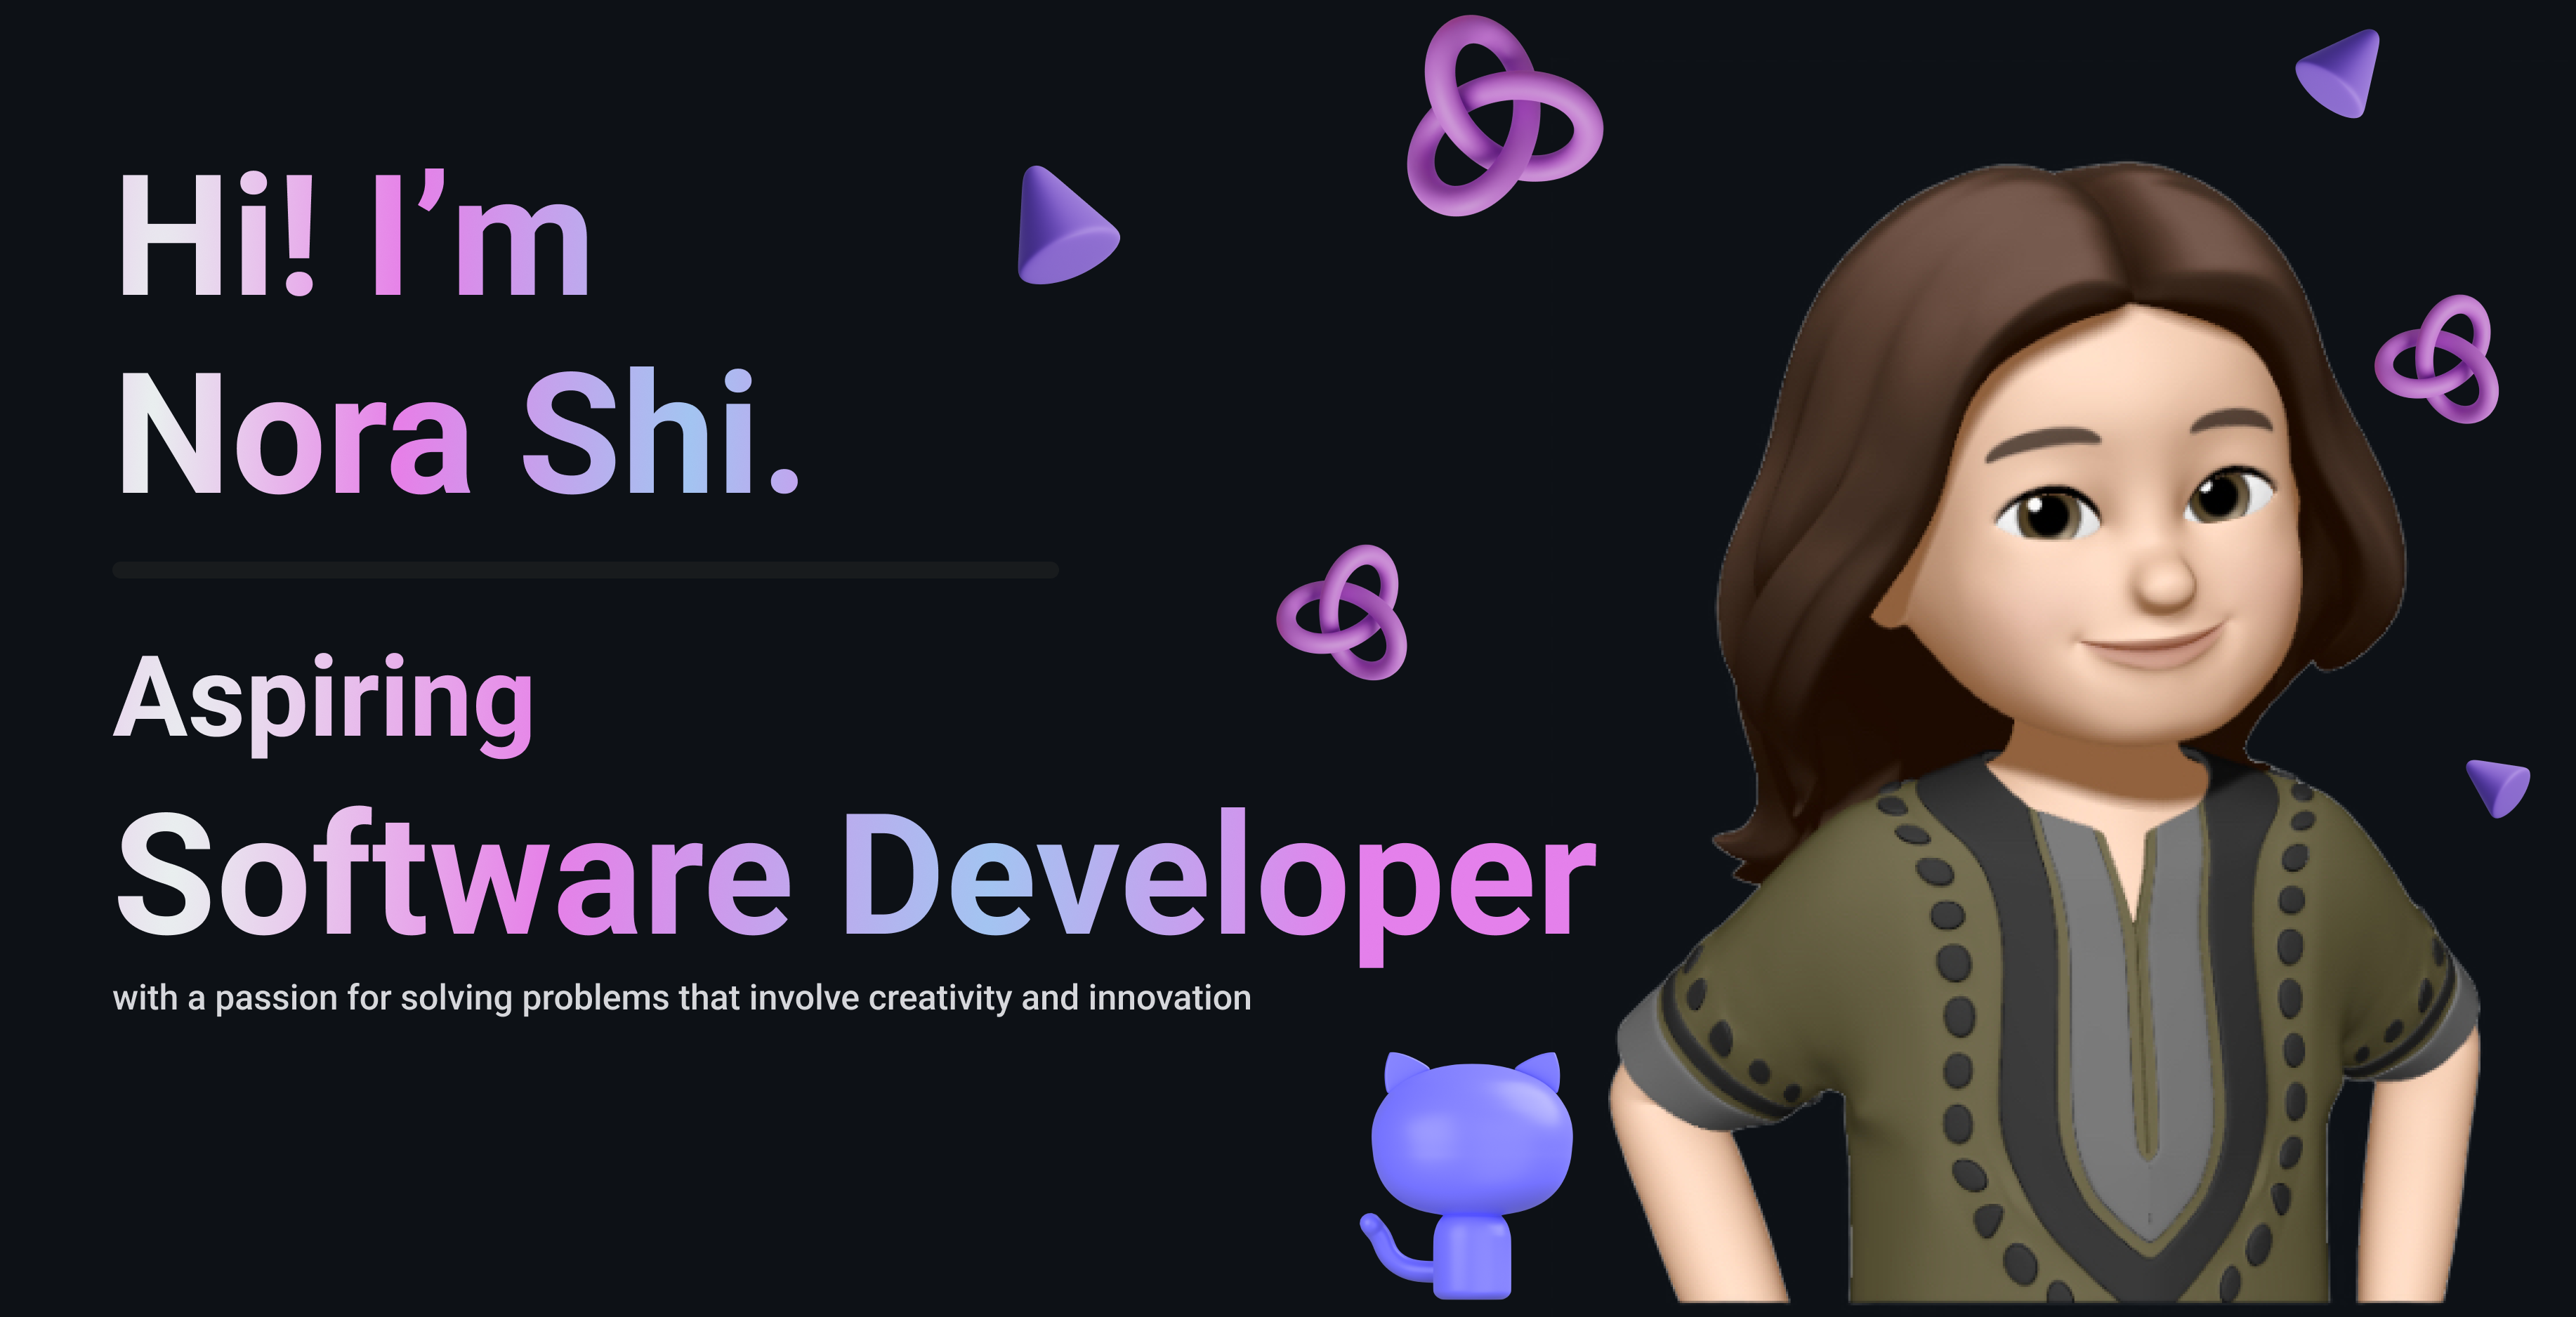 Hi! I’m
Nora Shi.
Aspiring
Software Developer
with a passion for solving problems that involve creativity and innovation